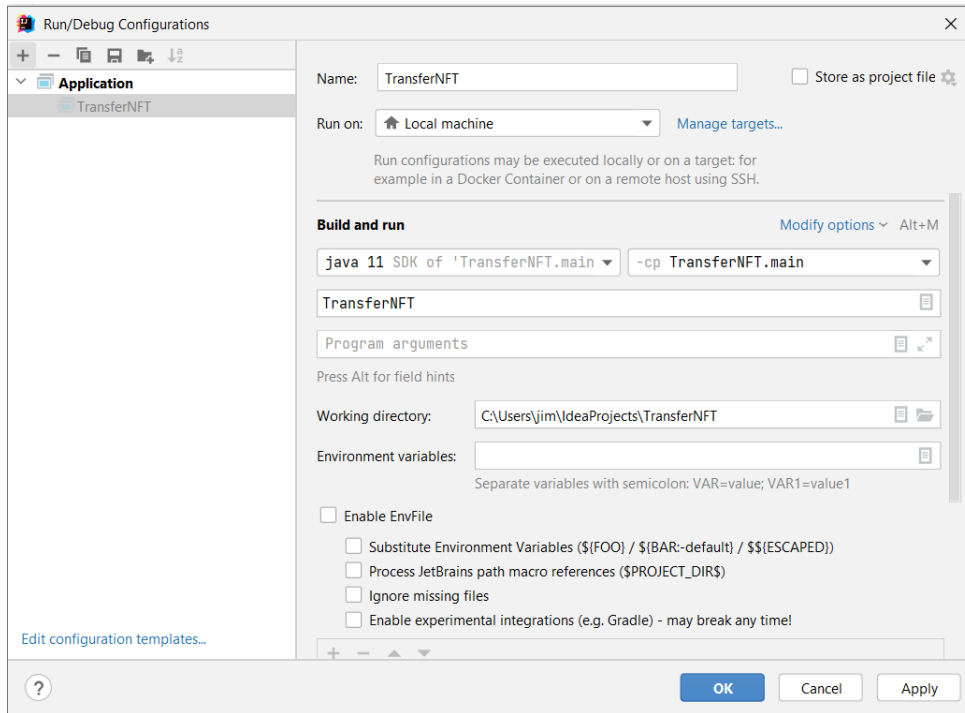 Run/Debug Configurations
Application
TransferNFT
Name: TransferNFT Store as project file
Run on: Local machine Manage targets...
Run configurations may be executed locally or on a target: for
example in a Docker Container or on a remote host using SSH.
Build and run Modify options Alt+M
java 11 SDK of 'TransferNFT.main -cp TransferNFT.main
TransferNFT
Program arguments
Press Alt for field hints
Working directory: C:\Users\jim\IdeaProjects\TransferNFT
Environment variables:
Separate variables with semicolon: VAR=value; VAR1=value1
Enable EnvFile
Substitute Environment Variables (${FOO} / ${BAR:-default} / $${ESCAPED})
Process JetBrains path macro references ($PROJECT_DIR$)
Ignore missing files
Enable experimental integrations (e.g. Gradle) - may break any time!
Edit configuration templates...
? OK Cancel Apply